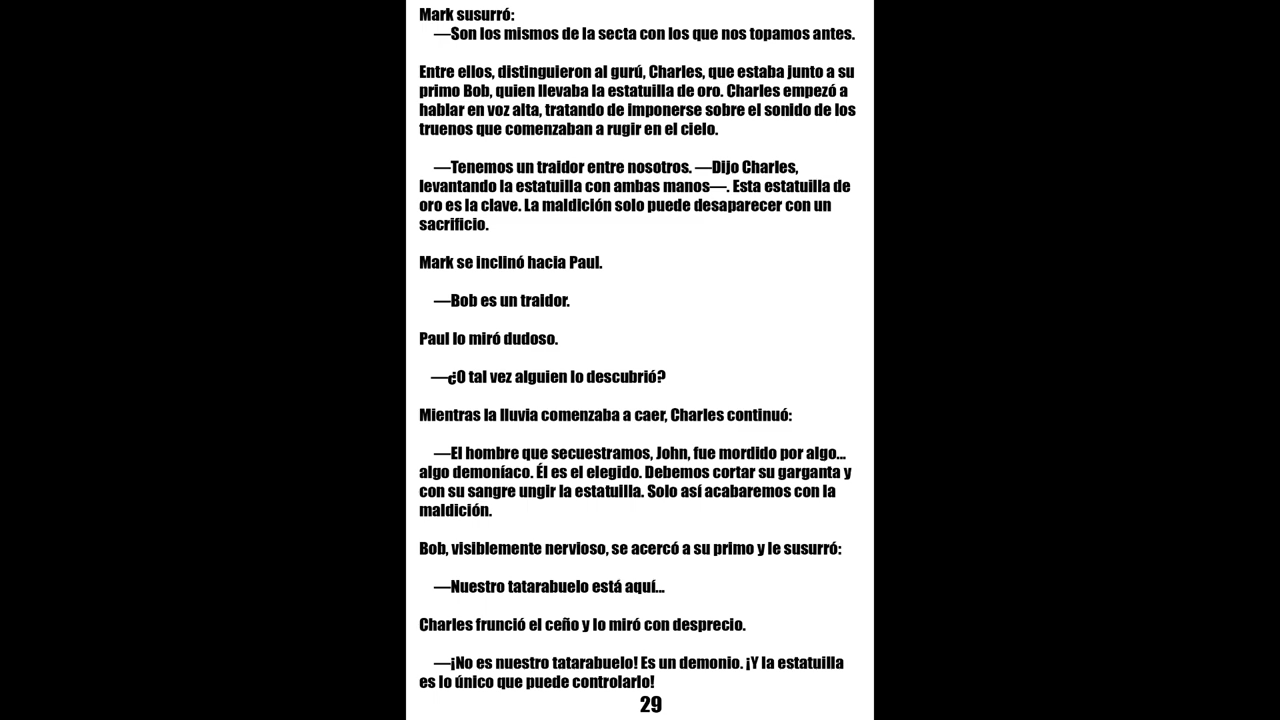 Mark susurró:
—Son los mismos de la secta con los que nos topamos antes.
Entre ellos, distinguieron al gurú, Charles, que estaba junto a su
primo Bob, quien llevaba la estatuilla de oro. Charles empezó a
hablar en voz alta, tratando de imponerse sobre el sonido de los
truenos que comenzaban a rugir en el cielo.
—Tenemos un traidor entre nosotros. —Dijo Charles,
levantando la estatuilla con ambas manos—. Esta estatuilla de
oro es la clave. La maldición solo puede desaparecer con un
sacrificio.
Mark se inclinó hacia Paul.
—Bob es un traidor.
Paul lo miró dudoso.
—¿O tal vez alguien lo descubrió?
Mientras la lluvia comenzaba a caer, Charles continuó:
—El hombre que secuestramos, John, fue mordido por algo...
algo demoníaco. Él es el elegido. Debemos cortar su garganta y
con su sangre ungir la estatuilla. Solo así acabaremos con la
maldición.
Bob, visiblemente nervioso, se acercó a su primo y le susurró:
—Nuestro tatarabuelo está aquí...
Charles frunció el ceño y lo miró con desprecio.
—¡No es nuestro tatarabuelo! Es un demonio. ¡Y la estatuilla
es lo único que puede controlarlo!
29